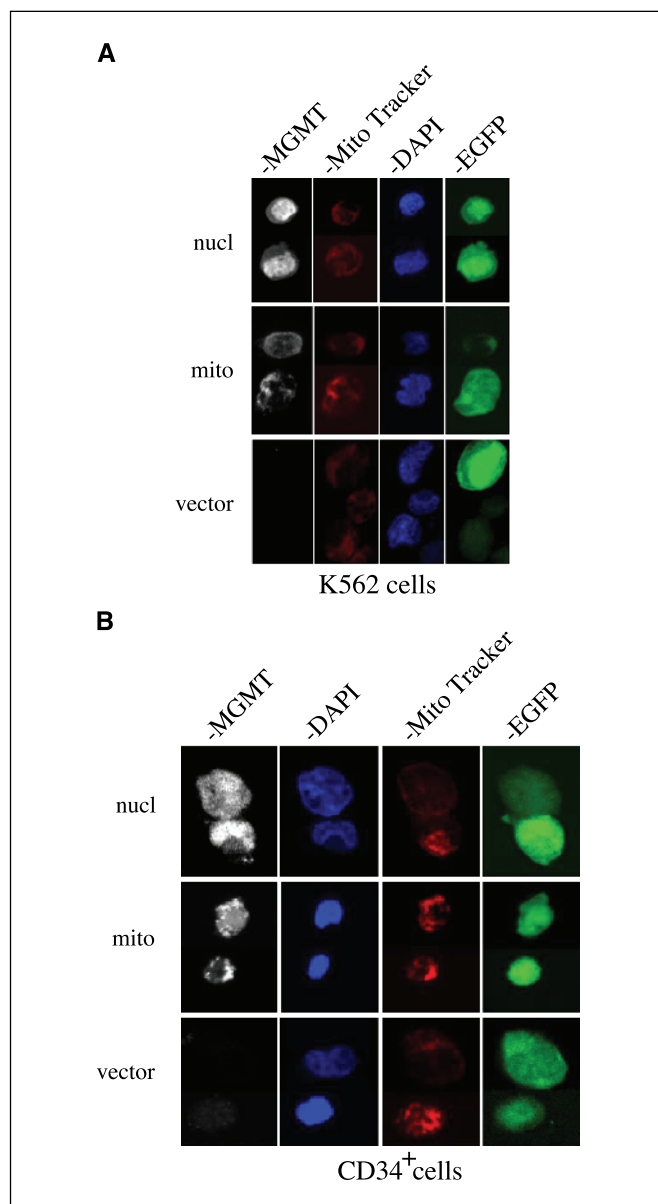 A
-MGMT
-Mito Tracker
-DAPI
-EGFP
nucl
mito
vector
K562 cells
B
-MGMT
-DAPI
-Mito Tracker
-EGFP
nucl
mito
vector
CD34+cells